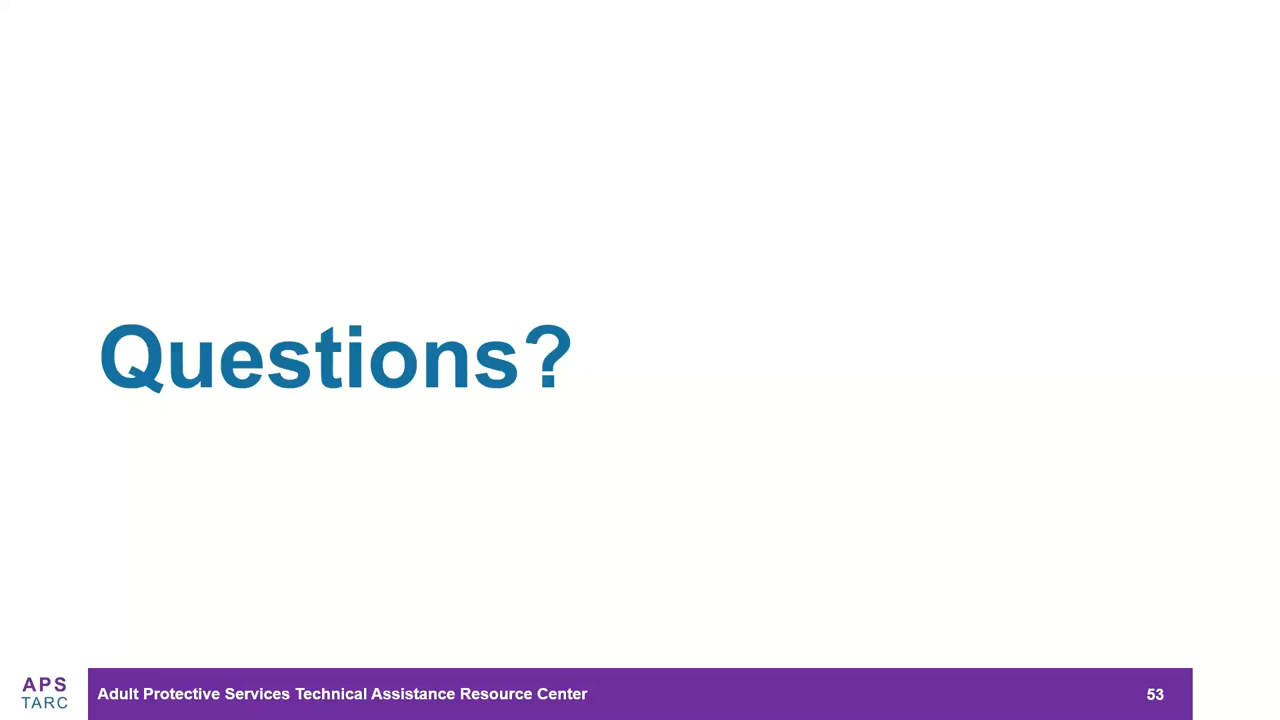 Questions?
APS
TARC
Adult Protective Services Technical Assistance Resource Center
53